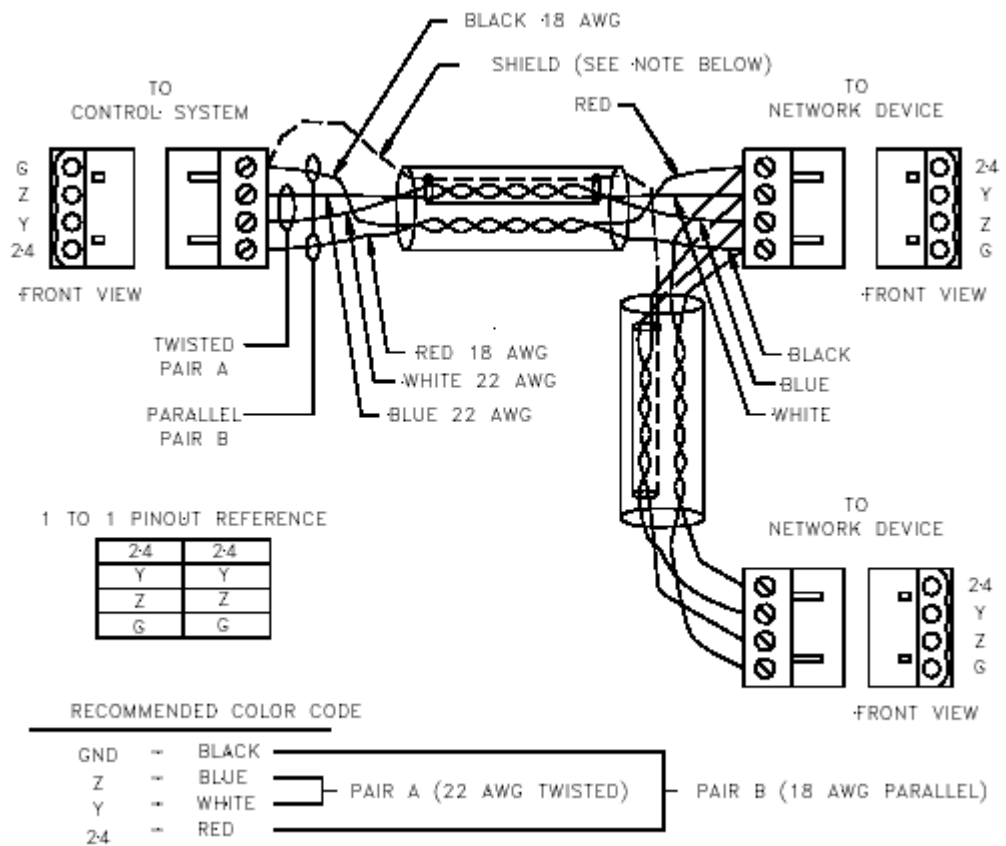 BLACK 18 AWG
SHIELD (SEE NOTE BELOW)
TO
CONTROL SYSTEM
RED
TO
NETWORK DEVICE
G
Z
Y
24
FRONT VIEW
24
Y
Z
G
FRONT VIEW
TWISTED
PAIR A
PARALLEL
PAIR B
RED 18 AWG
WHITE 22 AWG
BLUE 22 AWG
BLACK
BLUE
WHITE
1 TO 1 PINOUT REFERENCE
24 24
Y Y
Z Z
G G
TO
NETWORK DEVICE
24
Y
Z
G
FRONT VIEW
RECOMMENDED COLOR CODE
GND - BLACK
Z - BLUE
Y - WHITE
24 - RED
PAIR A (22 AWG TWISTED)
PAIR B (18 AWG PARALLEL)